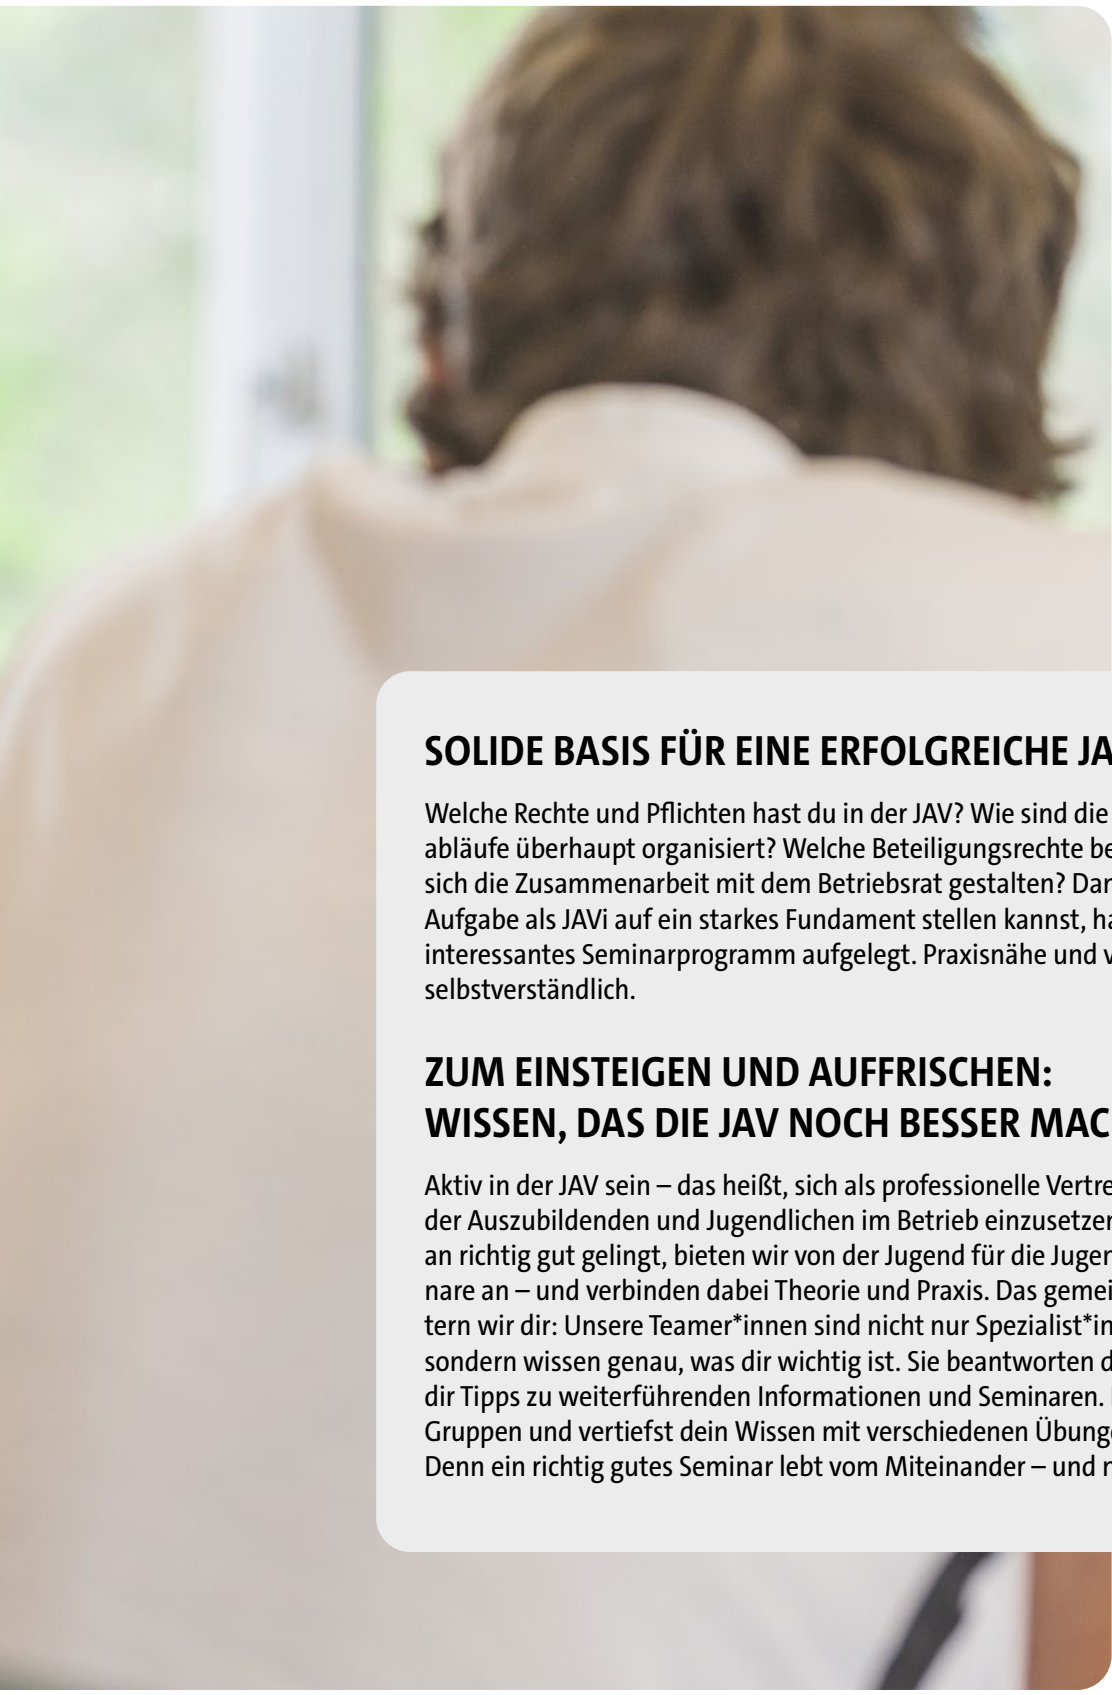 SOLIDE BASIS FÜR EINE ERFOLGREICHE JA
Welche Rechte und Pflichten hast du in der JAV? Wie sind die
abläufe überhaupt organisiert? Welche Beteiligungsrechte be
sich die Zusammenarbeit mit dem Betriebsrat gestalten? Dar
Aufgabe als JAVi auf ein starkes Fundament stellen kannst, ha
interessantes Seminarprogramm aufgelegt. Praxisnähe und v
selbstverständlich.
ZUM EINSTEIGEN UND AUFFRISCHEN:
WISSEN, DAS DIE JAV NOCH BESSER MAC
Aktiv in der JAV sein – das heißt, sich als professionelle Vertre
der Auszubildenden und Jugendlichen im Betrieb einzusetzen
an richtig gut gelingt, bieten wir von der Jugend für die Jugen
nare an – und verbinden dabei Theorie und Praxis. Das gemei
tern wir dir: Unsere Teamer*innen sind nicht nur Spezialist*in
sondern wissen genau, was dir wichtig ist. Sie beantworten d
dir Tipps zu weiterführenden Informationen und Seminaren.
Gruppen und vertiefst dein Wissen mit verschiedenen Übunge
Denn ein richtig gutes Seminar lebt vom Miteinander – und